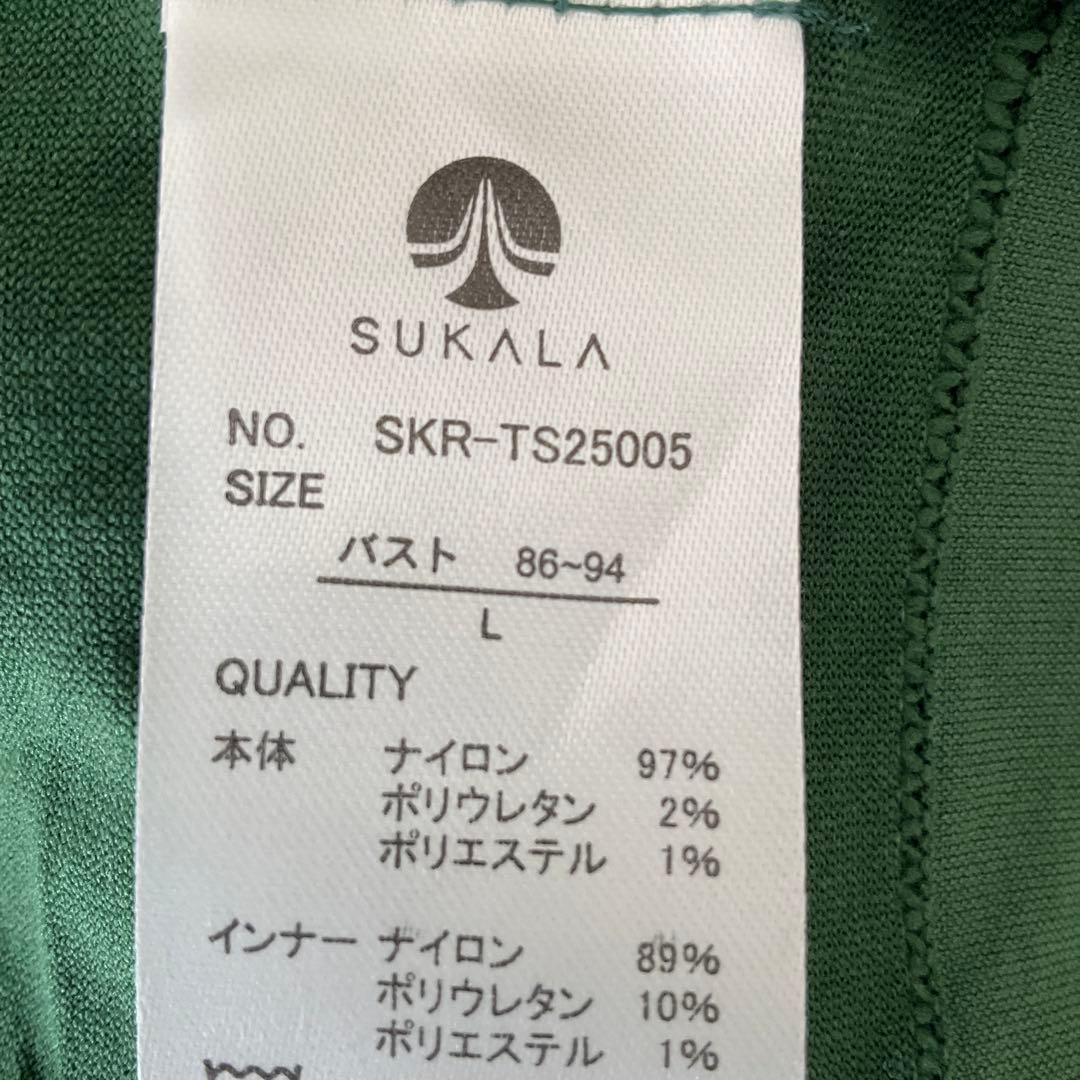 SUKALA
NO. SKR-TS25005
SIZE
バスト 86~94
L
QUALITY
本体 ナイロン 97%
ポリウレタン 2%
ポリエステル 1%
インナー ナイロン 89%
ポリウレタン 10%
ポリエステル 1%